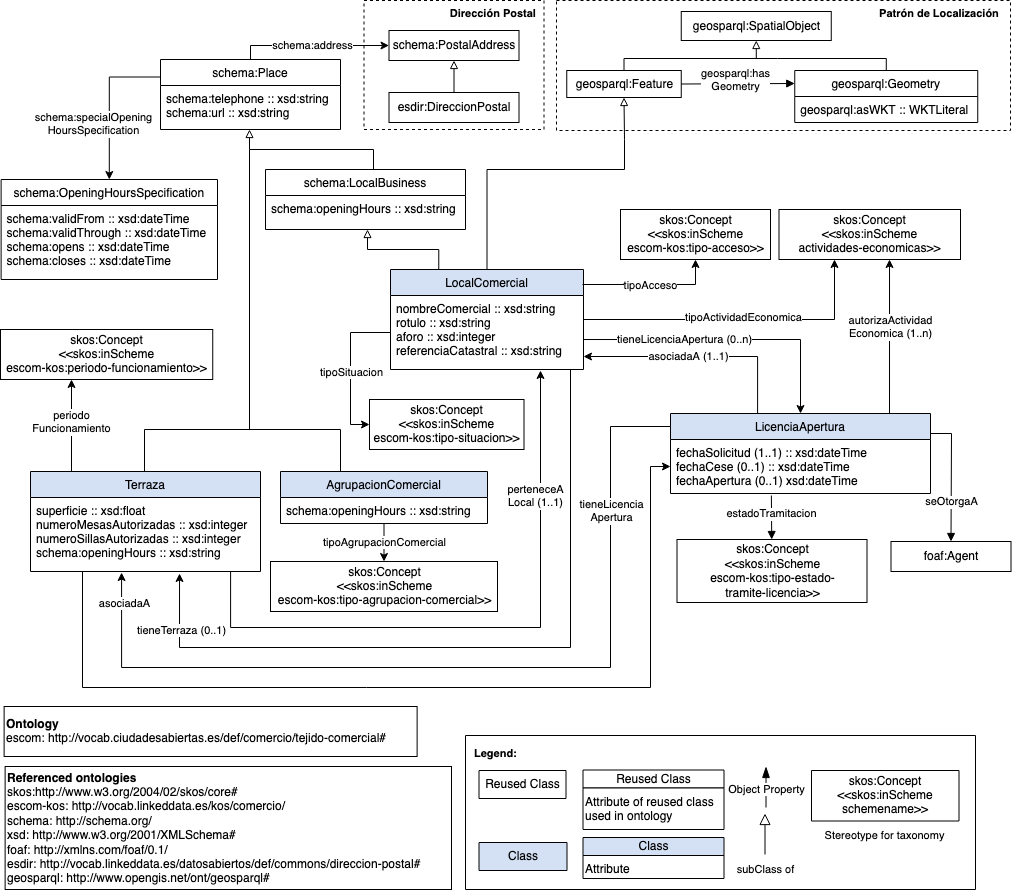 Dirección Postal
Patrón de Localización
schema:address
schema:PostalAddress
esdir:DireccionPostal
geosparql:SpatialObject
geosparql:Feature
geosparql:has
Geometry
geosparql:Geometry
geosparql:asWKT :: WKTLiteral
schema:Place
schema:telephone :: xsd:string
schema:url :: xsd:string
schema:specialOpening
HoursSpecification
schema:OpeningHoursSpecification
schema:validFrom :: xsd:dateTime
schema:validThrough :: xsd:dateTime
schema:opens :: xsd:dateTime
schema:closes :: xsd:dateTime
schema:LocalBusiness
schema:openingHours :: xsd:string
skos:Concept
<<skos:inScheme
escom-kos:tipo-acceso>>
skos:Concept
<<skos:inScheme
actividades-economicas>>
LocalComercial
nombreComercial :: xsd:string
rotulo :: xsd:string
aforo :: xsd:integer
referenciaCatastral :: xsd:string
tipoAcceso
tipoActividadEconomica
autorizaActividad
Economica (1..n)
tieneLicenciaApertura (0..n)
asociadaA (1..1)
skos:Concept
<<skos:inScheme
escom-kos:periodo-funcionamiento>>
periodo
Funcionamiento
tipoSituacion
skos:Concept
<<skos:inScheme
escom-kos:tipo-situacion>>
LicenciaApertura
fechaSolicitud (1..1) :: xsd:dateTime
fechaCese (0..1) :: xsd:dateTime
fechaApertura (0..1) xsd:dateTime
Terraza
superficie :: xsd:float
numeroMesasAutorizadas :: xsd:integer
numeroSillasAutorizadas :: xsd:integer
schema:openingHours :: xsd:string
AgrupacionComercial
schema:openingHours :: xsd:string
tipoAgrupacionComercial
skos:Concept
<<skos:inScheme
escom-kos:tipo-agrupacion-comercial>>
perteneceA
Local (1..1)
tieneLicencia
Apertura
estadoTramitacion
seOtorgaA
skos:Concept
<<skos:inScheme
escom-kos:tipo-estado-
tramite-licencia>>
foaf:Agent
asociadaA
tieneTerraza (0..1)
Ontology
escom: http://vocab.ciudadesabiertas.es/def/comercio/tejido-comercial#
Referenced ontologies
skos:http://www.w3.org/2004/02/skos/core#
escom-kos: http://vocab.linkeddata.es/kos/comercio/
schema: http://schema.org/
xsd: http://www.w3.org/2001/XMLSchema#
foaf: http://xmlns.com/foaf/0.1/
esdir: http://vocab.linkeddata.es/datosabiertos/def/commons/direccion-postal#
geosparql: http://www.opengis.net/ont/geosparql#
Legend:
Reused Class
Reused Class
Attribute of reused class
used in ontology
Object Property
skos:Concept
<<skos:inScheme
schemename>>
Stereotype for taxonomy
Class
Class
Attribute
subClass of